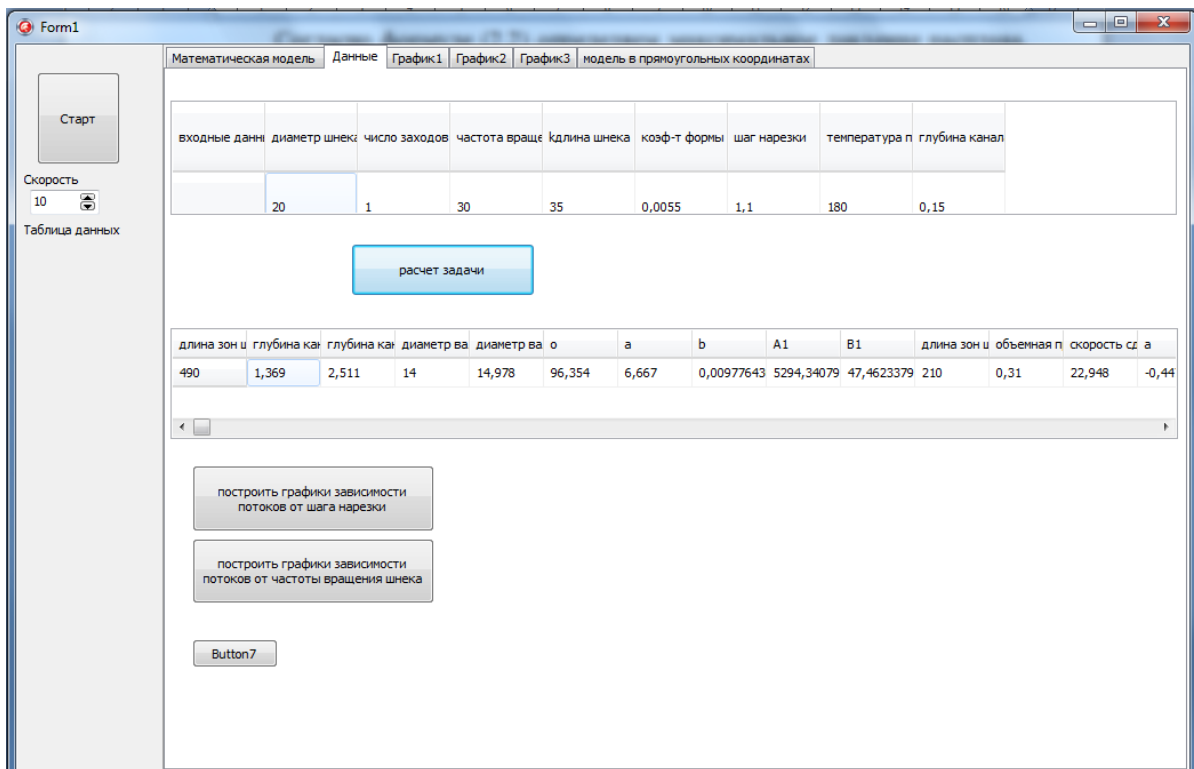 Form1
Математическая модель Данные График1 График2 График3 модель в прямоугольных координатах
Старт
Скорость
10
Таблица данных
входные данны диаметр шнека число заходов частота враще kдлина шнека коэф-т формы шаг нарезки температура п глубина канал
20 1 30 35 0,0055 1,1 180 0,15
расчет задачи
длина зон ш глубина кан глубина кан диаметр ва диаметр ва o a b A1 B1 длина зон ш объемная п скорость сд a
490 1,369 2,511 14 14,978 96,354 6,667 0,00977643 5294,34079 47,4623379 210 0,31 22,948 -0,44
построить графики зависимости
потоков от шага нарезки
построить графики зависимости
потоков от частоты вращения шнека
Button7